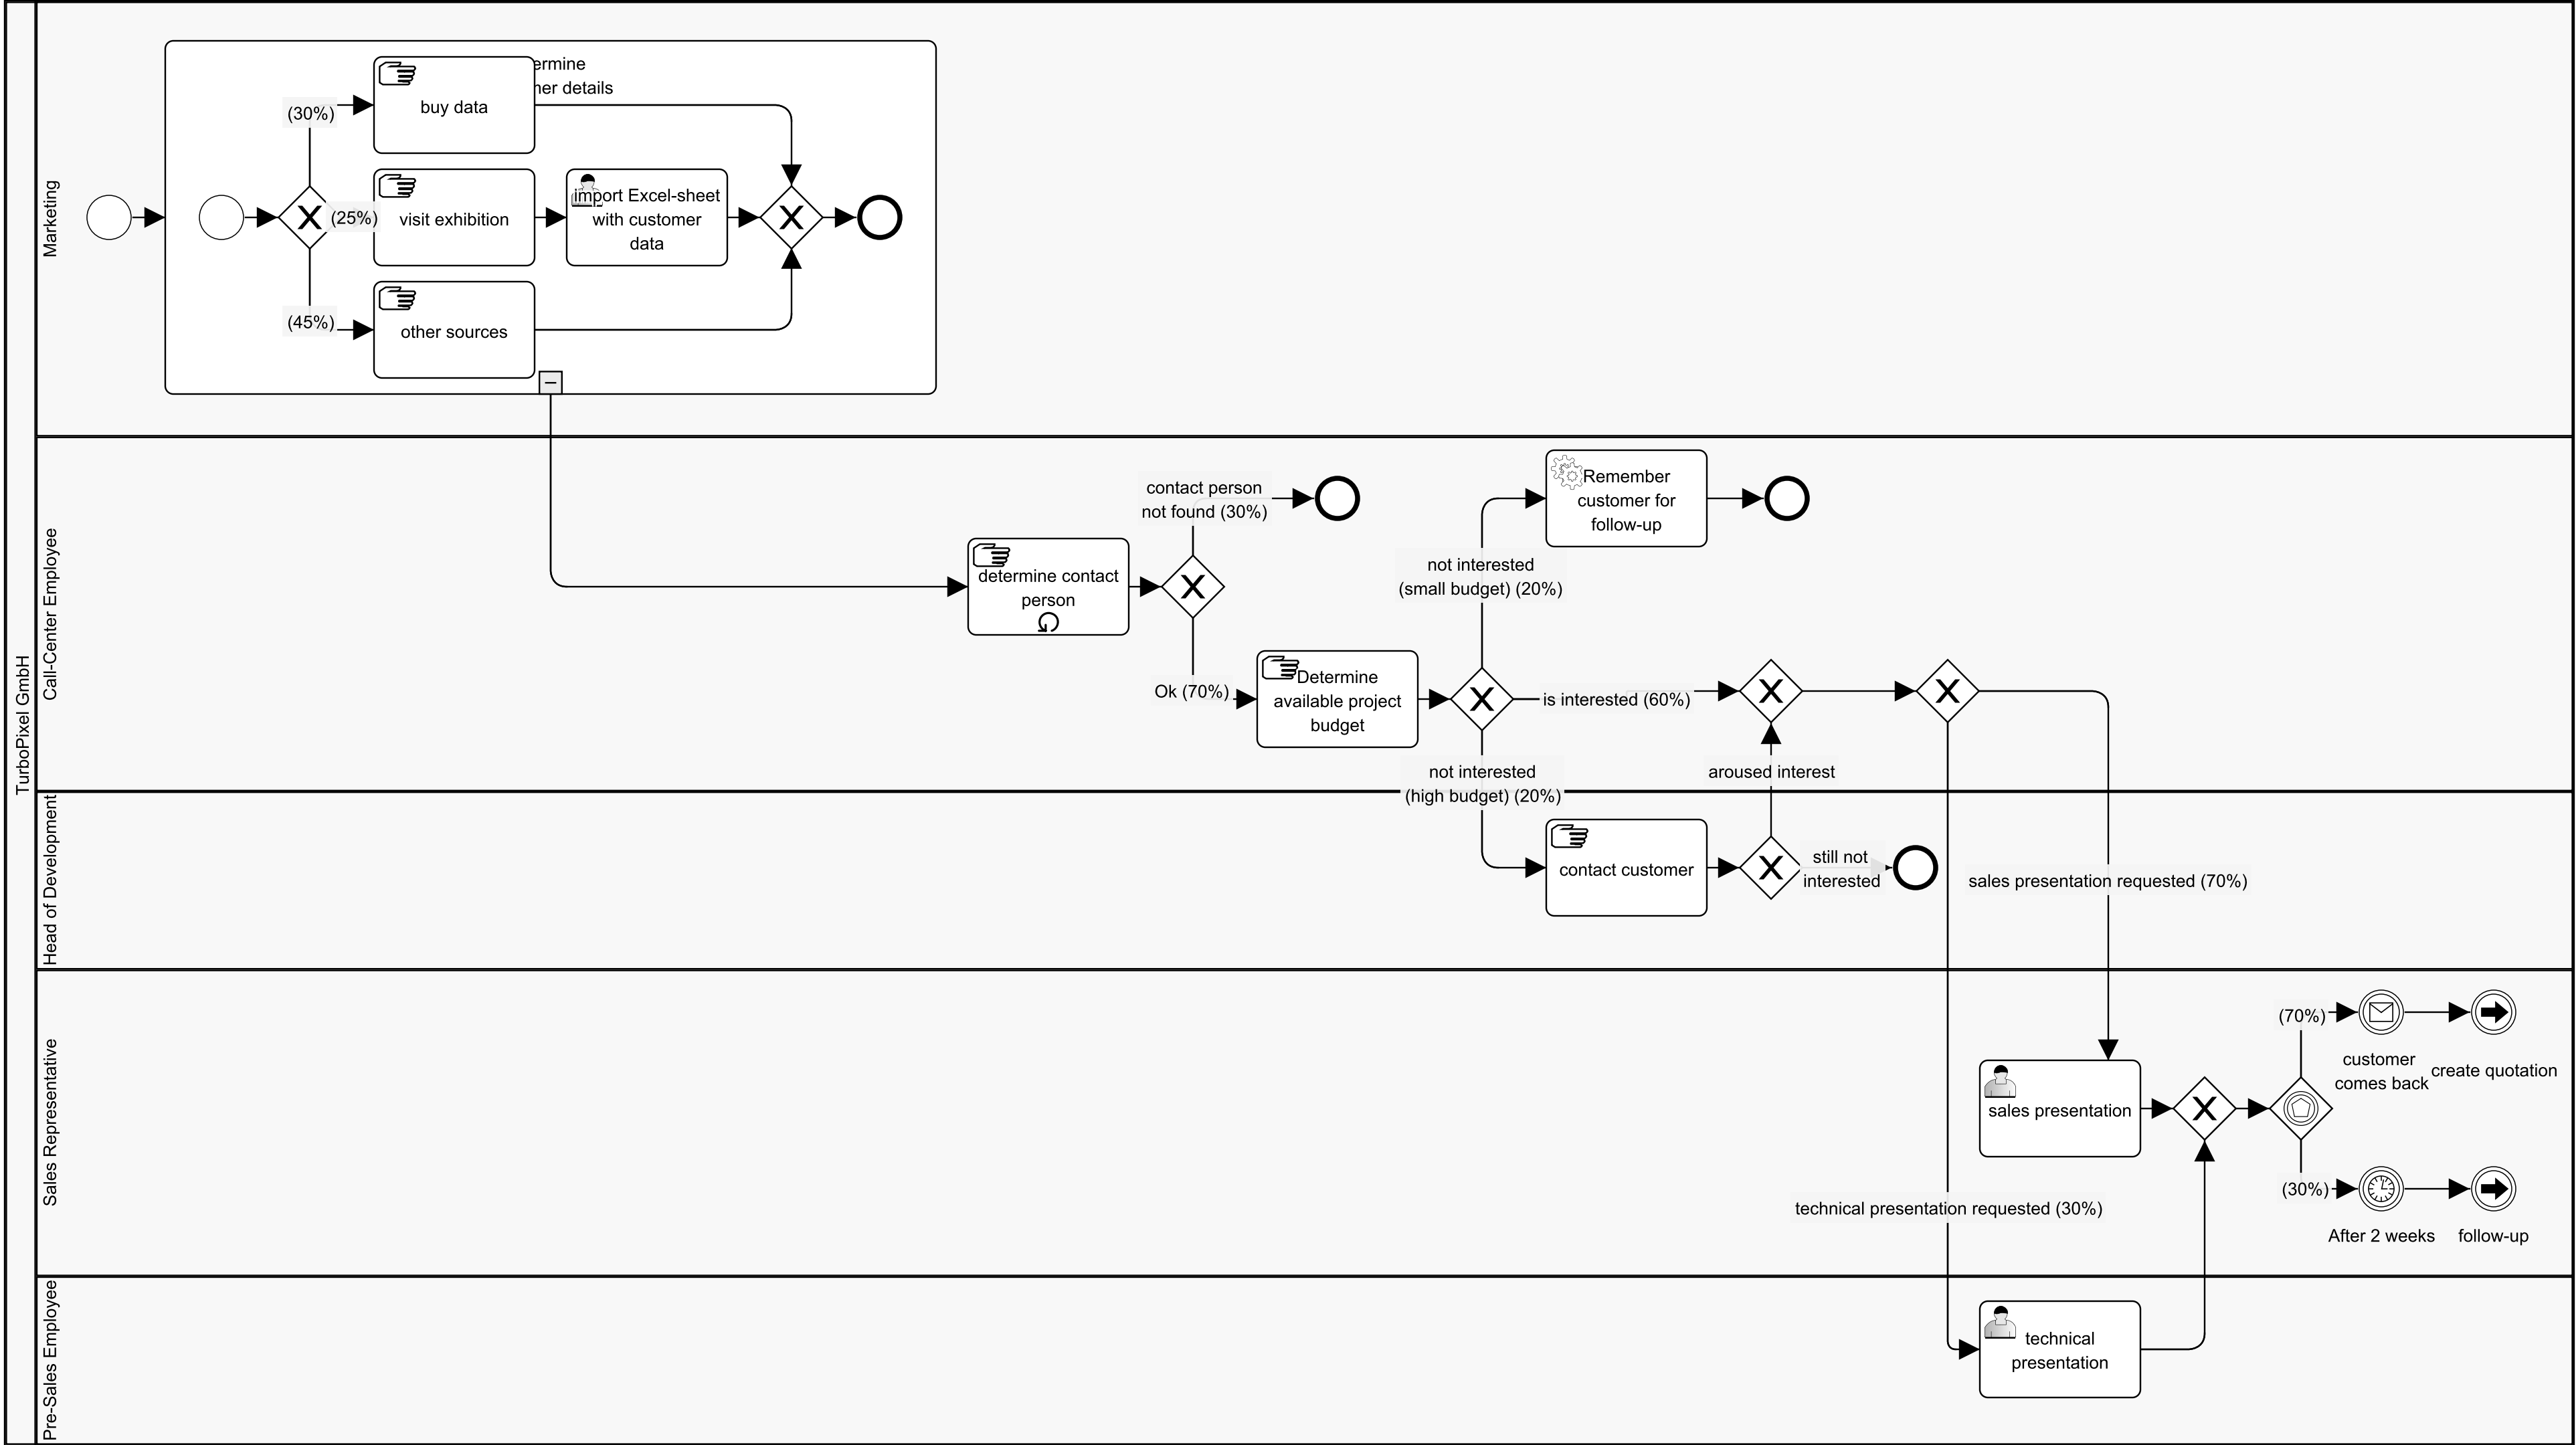 TurboPixel GmbH
Marketing
ermine
ner details
(30%)
buy data
(25%)
visit exhibition
import Excel-sheet
with customer
data
(45%)
other sources
Call-Center Employee
determine contact
person
contact person
not found (30%)
Ok (70%)
Determine
available project
budget
not interested
(small budget) (20%)
Remember
customer for
follow-up
is interested (60%)
not interested
(high budget) (20%)
aroused interest
Head of Development
contact customer
still not
interested
sales presentation requested (70%)
Sales Representative
sales presentation
(70%)
customer
comes back
create quotation
(30%)
After 2 weeks
follow-up
technical presentation requested (30%)
Pre-Sales Employee
technical
presentation